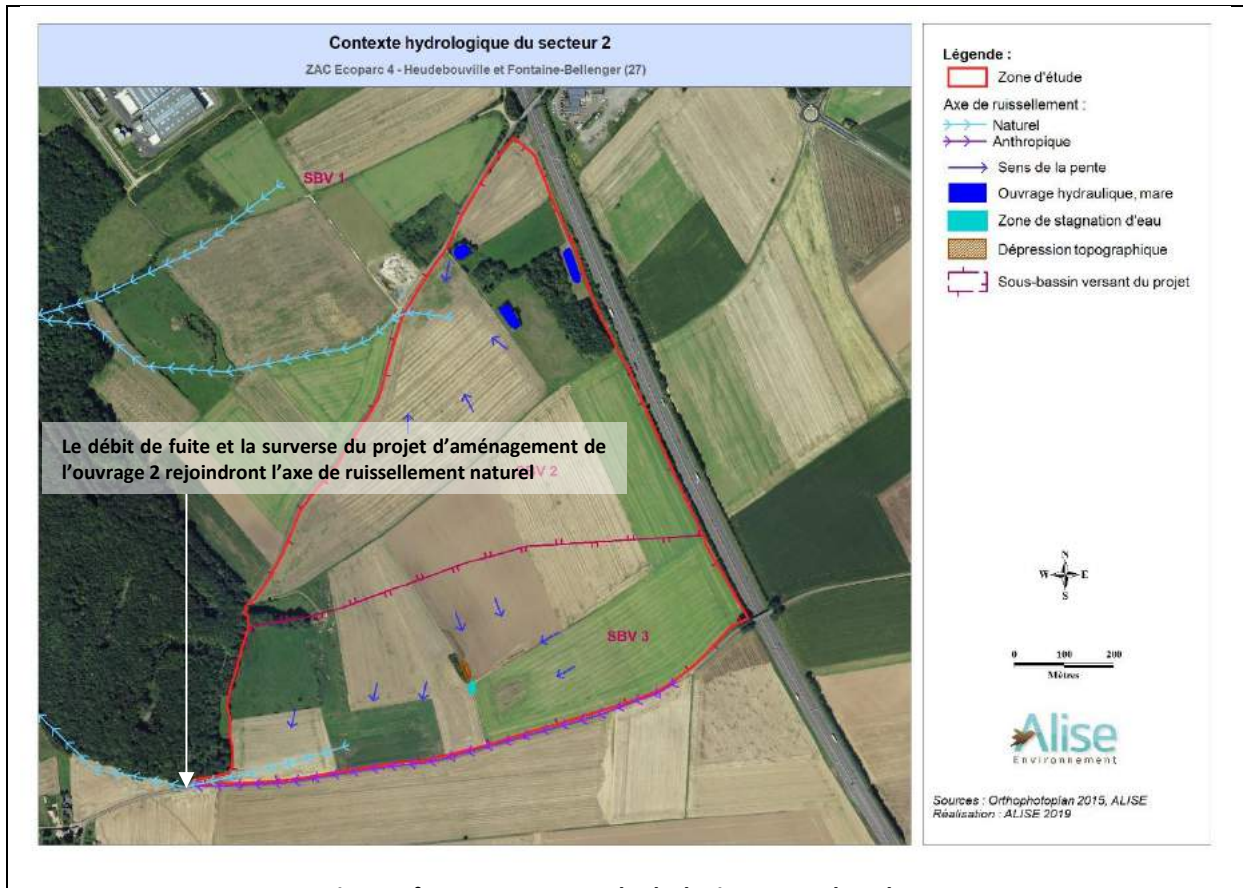 Contexte hydrologique du secteur 2
ZAC Ecoparc 4 - Heudebouville et Fontaine-Bellenger (27)
SBV 1
Le débit de fuite et la surverse du projet d'aménagement de
l'ouvrage 2 rejoindront l'axe de ruissellement naturel
SBV 2
SBV 3
Légende :
Zone d'étude
Axe de ruissellement :
Naturel
Anthropique
Sens de la pente
Ouvrage hydraulique, mare
Zone de stagnation d'eau
Dépression topographique
Sous-bassin versant du projet
N
W E
S
0 100 200
Mètres
Alise
Environnement
Sources : Orthophotoplan 2015, ALISE
Réalisation : ALISE 2019